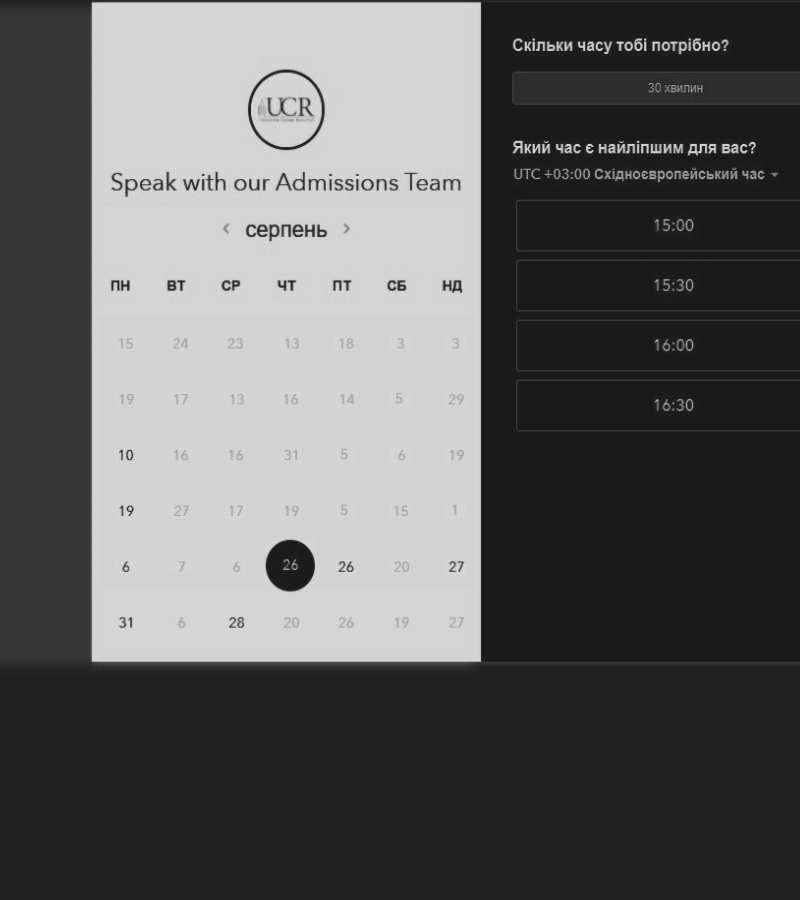 UCR
Speak with our Admissions Team
серпень
ПН ВТ СР ЧТ ПТ СБ НД
15 24 23 13 18 3 3
19 17 13 16 14 5 29
10 16 16 31 5 6 19
19 27 17 19 5 15 1
6 7 6 26 26 20 27
31 6 28 20 26 19 27
Скільки часу тобі потрібно?
30 хвилин
Який час є найліпшим для вас?
UTC +03:00 Східноєвропейський час
15:00
15:30
16:00
16:30